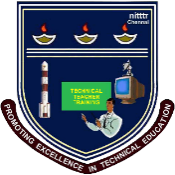 nitttr
Chennai
TECHNICAL
TEACHER
TRAINING
PROMOTING EXCELLENCE IN TECHNICAL EDUCATION